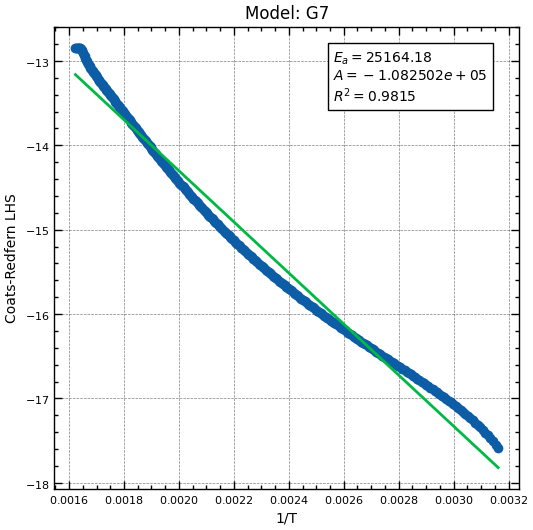 Model: G7
E_a = 25164.18
A = −1.082502e + 05
R^2 = 0.9815
Coats-Redfern LHS
−13
−14
−15
−16
−17
−18
0.0016 0.0018 0.0020 0.0022 0.0024 0.0026 0.0028 0.0030 0.0032
1/T